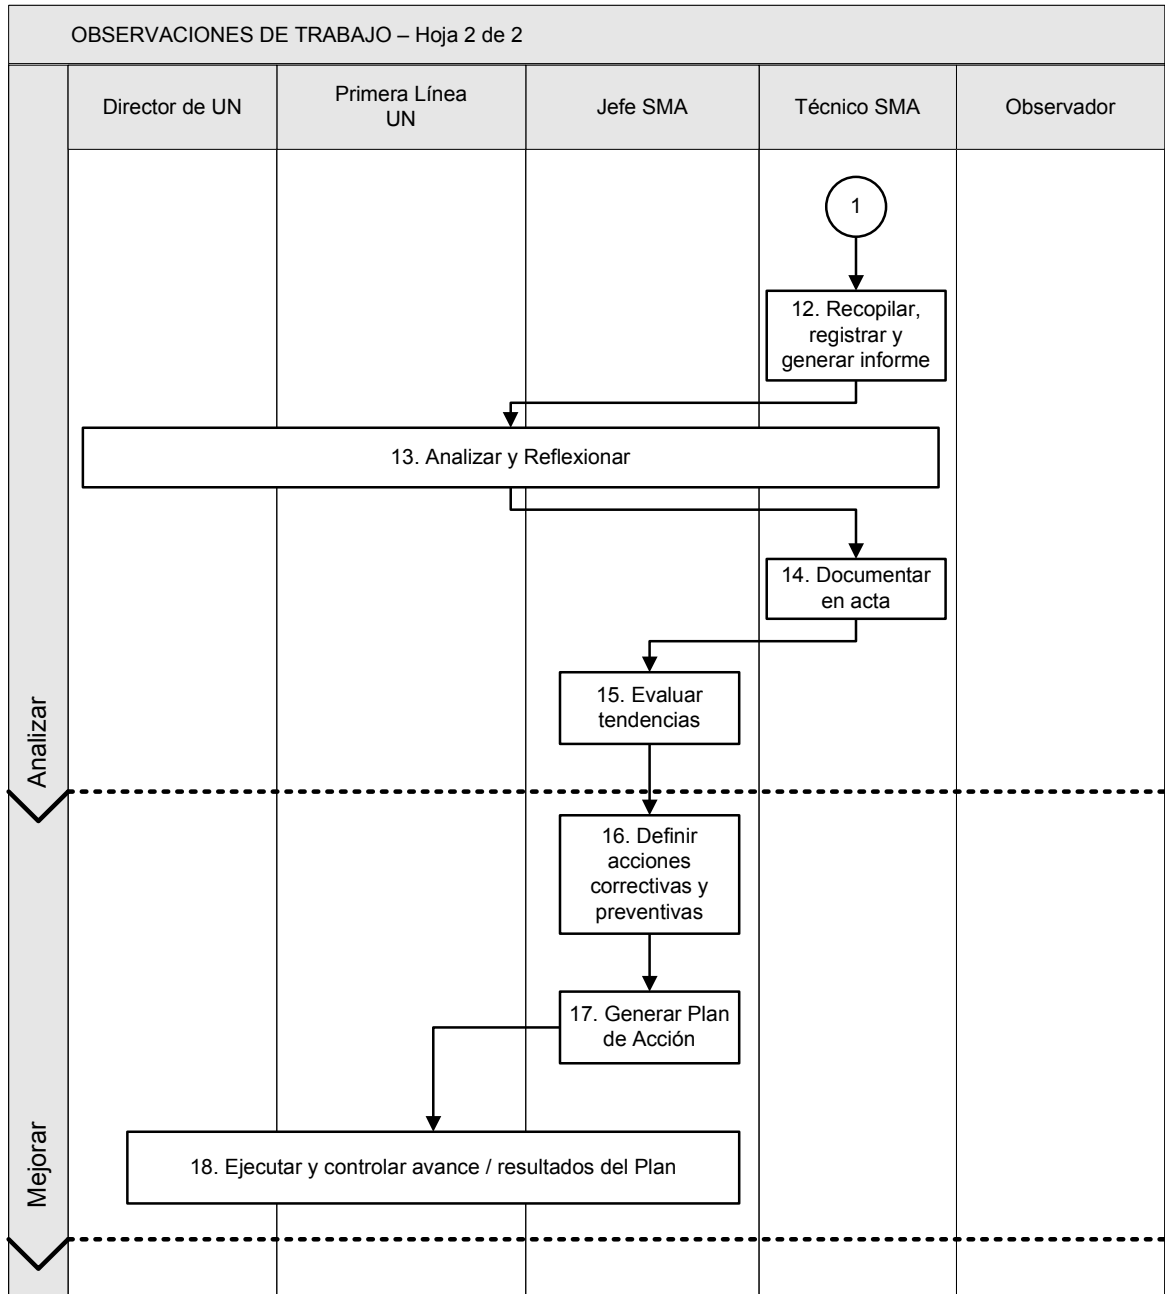 OBSERVACIONES DE TRABAJO – Hoja 2 de 2
Director de UN
Primera Línea
UN
Jefe SMA
Técnico SMA
Observador
1
12. Recopilar,
registrar y
generar informe
13. Analizar y Reflexionar
14. Documentar
en acta
15. Evaluar
tendencias
Analizar
16. Definir
acciones
correctivas y
preventivas
17. Generar Plan
de Acción
18. Ejecutar y controlar avance / resultados del Plan
Mejorar